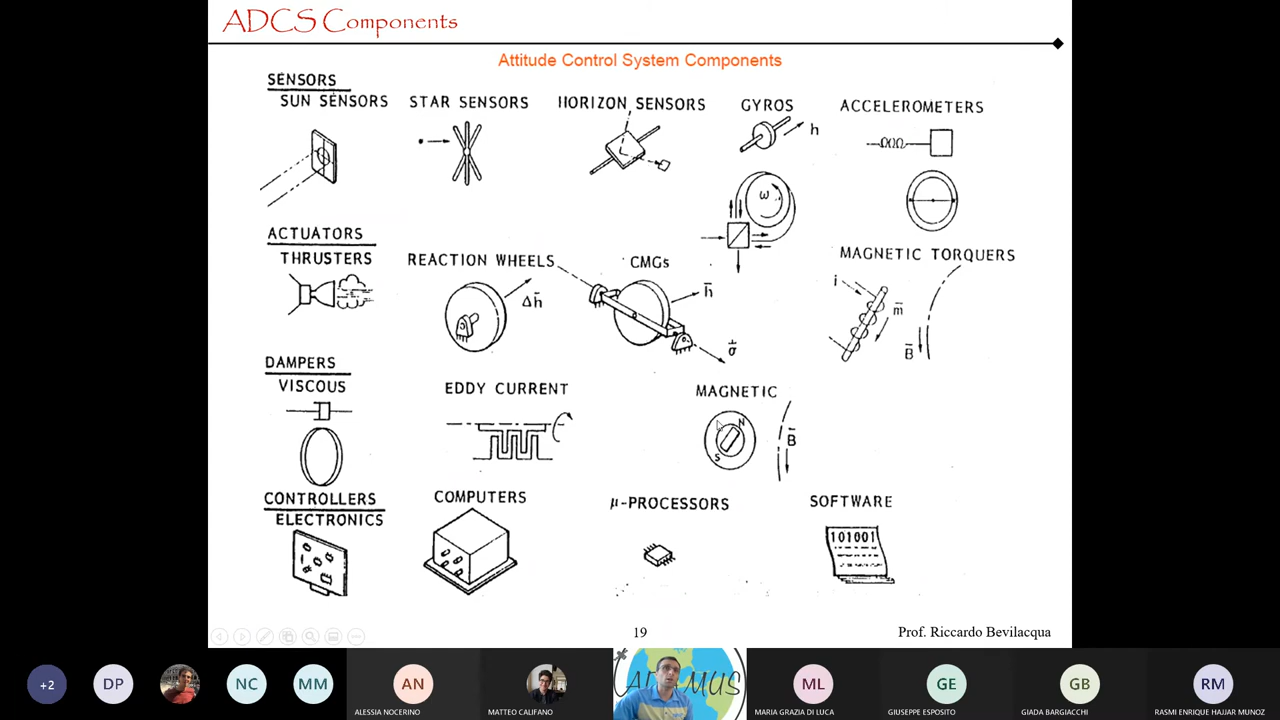 ADCS Components
Attitude Control System Components
SENSORS
SUN SENSORS
STAR SENSORS
HORIZON SENSORS
GYROS
ACCELEROMETERS
h
ω
ACTUATORS
THRUSTERS
REACTION WHEELS
CMGs
MAGNETIC TORQUERS
Δh̄
h̄
σ̇
i
m̄
B̄
DAMPERS
VISCOUS
EDDY CURRENT
MAGNETIC
N
S
B̄
CONTROLLERS
ELECTRONICS
COMPUTERS
μ-PROCESSORS
SOFTWARE
101001
19
Prof. Riccardo Bevilacqua
+2
DP
NC
MM
AN
ALESSIA NOCERINO
MATTEO CALIFANO
ML
MARIA GRAZIA DI LUCA
GE
GIUSEPPE ESPOSITO
GB
GIADA BARGIACCHI
RM
RASMI ENRIQUE HAJJAR MUNOZ